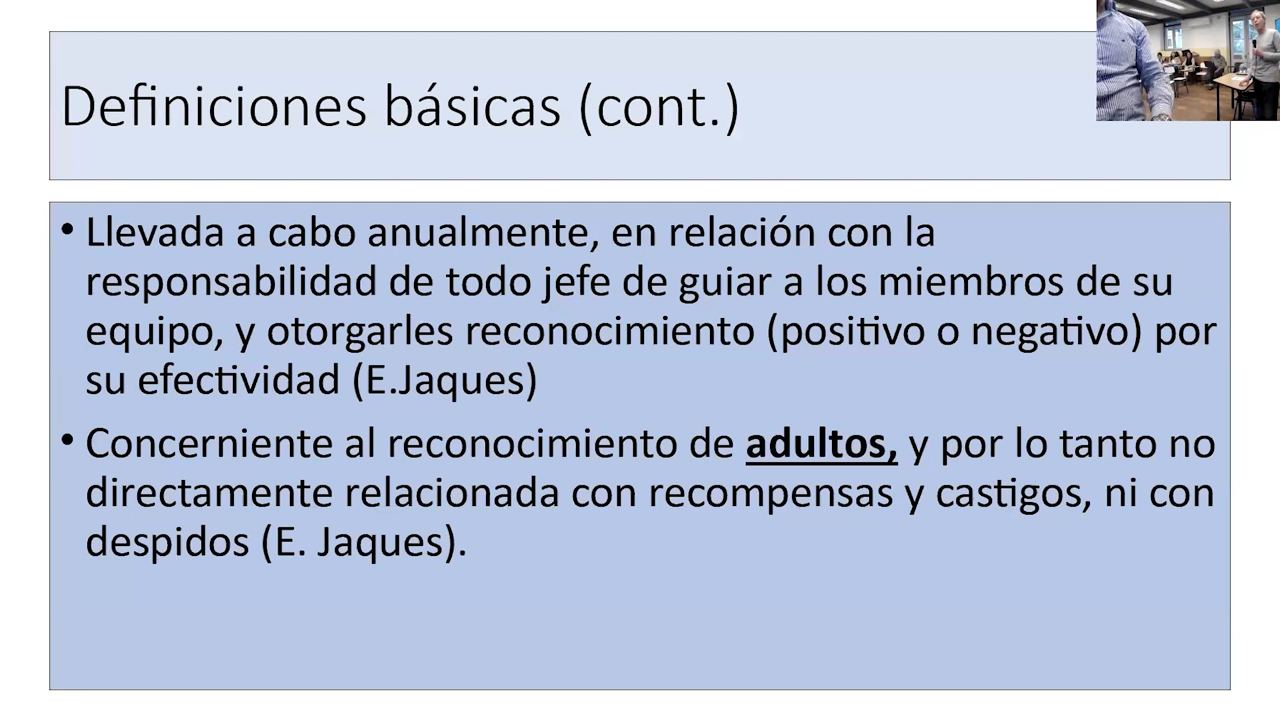 Definiciones básicas (cont.)
• Llevada a cabo anualmente, en relación con la
responsabilidad de todo jefe de guiar a los miembros de su
equipo, y otorgarles reconocimiento (positivo o negativo) por
su efectividad (E.Jaques)
• Concerniente al reconocimiento de adultos, y por lo tanto no
directamente relacionada con recompensas y castigos, ni con
despidos (E. Jaques).